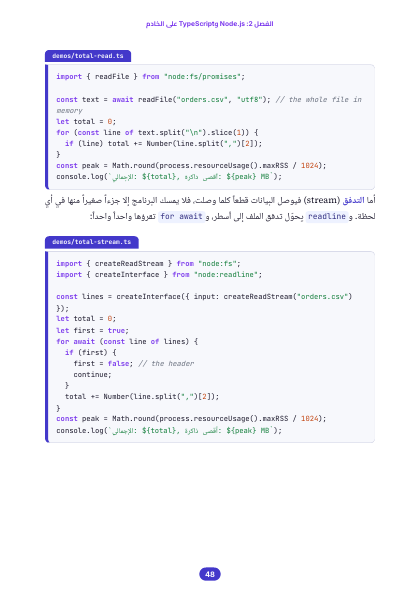 الفصل 2: Node.js وTypeScript على الخادم
demos/total-read.ts
import { readFile } from "node:fs/promises";
const text = await readFile("orders.csv", "utf8"); // the whole file in
memory
let total = 0;
for (const line of text.split("\n").slice(1)) {
  if (line) total += Number(line.split(",")[2]);
}
const peak = Math.round(process.resourceUsage().maxRSS / 1024);
console.log(`الإجمالي: ${total}, أقصى ذاكرة: ${peak} MB`);
أما التدفق (stream) فيوصل البيانات قطعاً كلما وصلت، فلا يمسك البرنامج إلا جزءاً صغيراً منها في أي
لحظة. وreadline يحوّل تدفق الملف إلى أسطر، وfor await تقرؤها واحداً واحداً:
demos/total-stream.ts
import { createReadStream } from "node:fs";
import { createInterface } from "node:readline";
const lines = createInterface({ input: createReadStream("orders.csv")
});
let total = 0;
let first = true;
for await (const line of lines) {
  if (first) {
    first = false; // the header
    continue;
  }
  total += Number(line.split(",")[2]);
}
const peak = Math.round(process.resourceUsage().maxRSS / 1024);
console.log(`الإجمالي: ${total}, أقصى ذاكرة: ${peak} MB`);
48